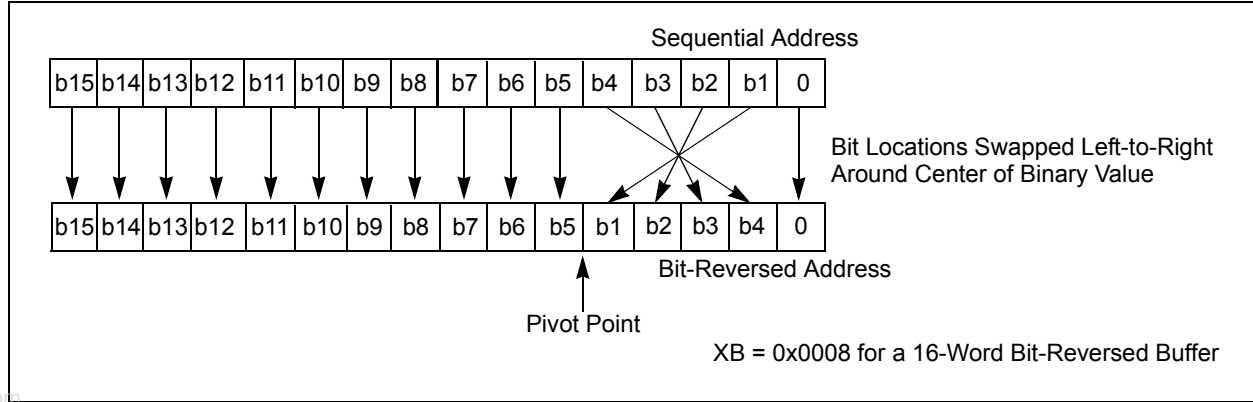 Sequential Address
b15 b14 b13 b12 b11 b10 b9 b8 b7 b6 b5 b4 b3 b2 b1 0
Bit Locations Swapped Left-to-Right
Around Center of Binary Value
b15 b14 b13 b12 b11 b10 b9 b8 b7 b6 b5 b1 b2 b3 b4 0
Bit-Reversed Address
Pivot Point
XB = 0x0008 for a 16-Word Bit-Reversed Buffer